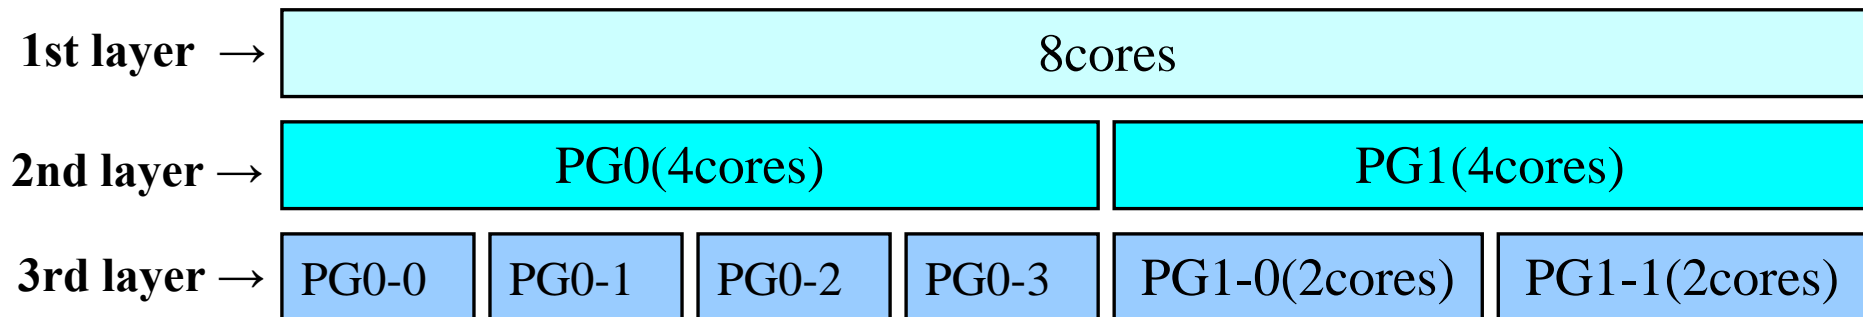 1st layer → 8cores
2nd layer → PG0(4cores) PG1(4cores)
3rd layer → PG0-0 PG0-1 PG0-2 PG0-3 PG1-0(2cores) PG1-1(2cores)